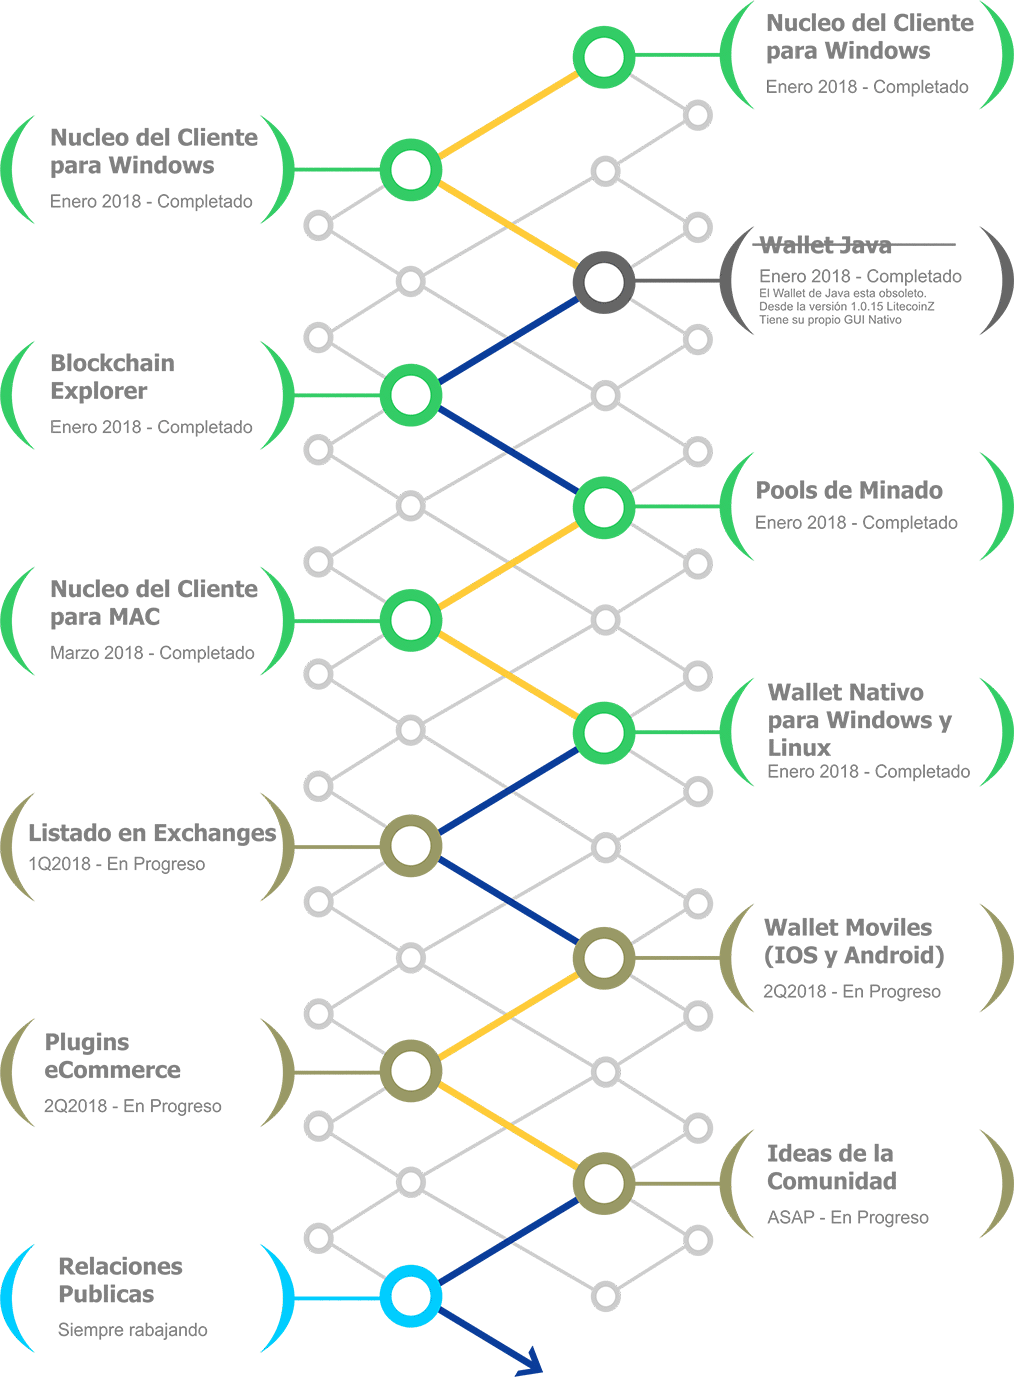 Nucleo del Cliente
para Windows
Enero 2018 - Completado
Nucleo del Cliente
para Windows
Enero 2018 - Completado
Wallet Java
Enero 2018 - Completado
El Wallet de Java esta obsoleto.
Desde la versión 1.0.15 LitecoinZ
Tiene su propio GUI Nativo
Blockchain
Explorer
Enero 2018 - Completado
Pools de Minado
Enero 2018 - Completado
Nucleo del Cliente
para MAC
Marzo 2018 - Completado
Wallet Nativo
para Windows y
Linux
Enero 2018 - Completado
Listado en Exchanges
1Q2018 - En Progreso
Wallet Moviles
(IOS y Android)
2Q2018 - En Progreso
Plugins
eCommerce
2Q2018 - En Progreso
Ideas de la
Comunidad
ASAP - En Progreso
Relaciones
Publicas
Siempre rabajando